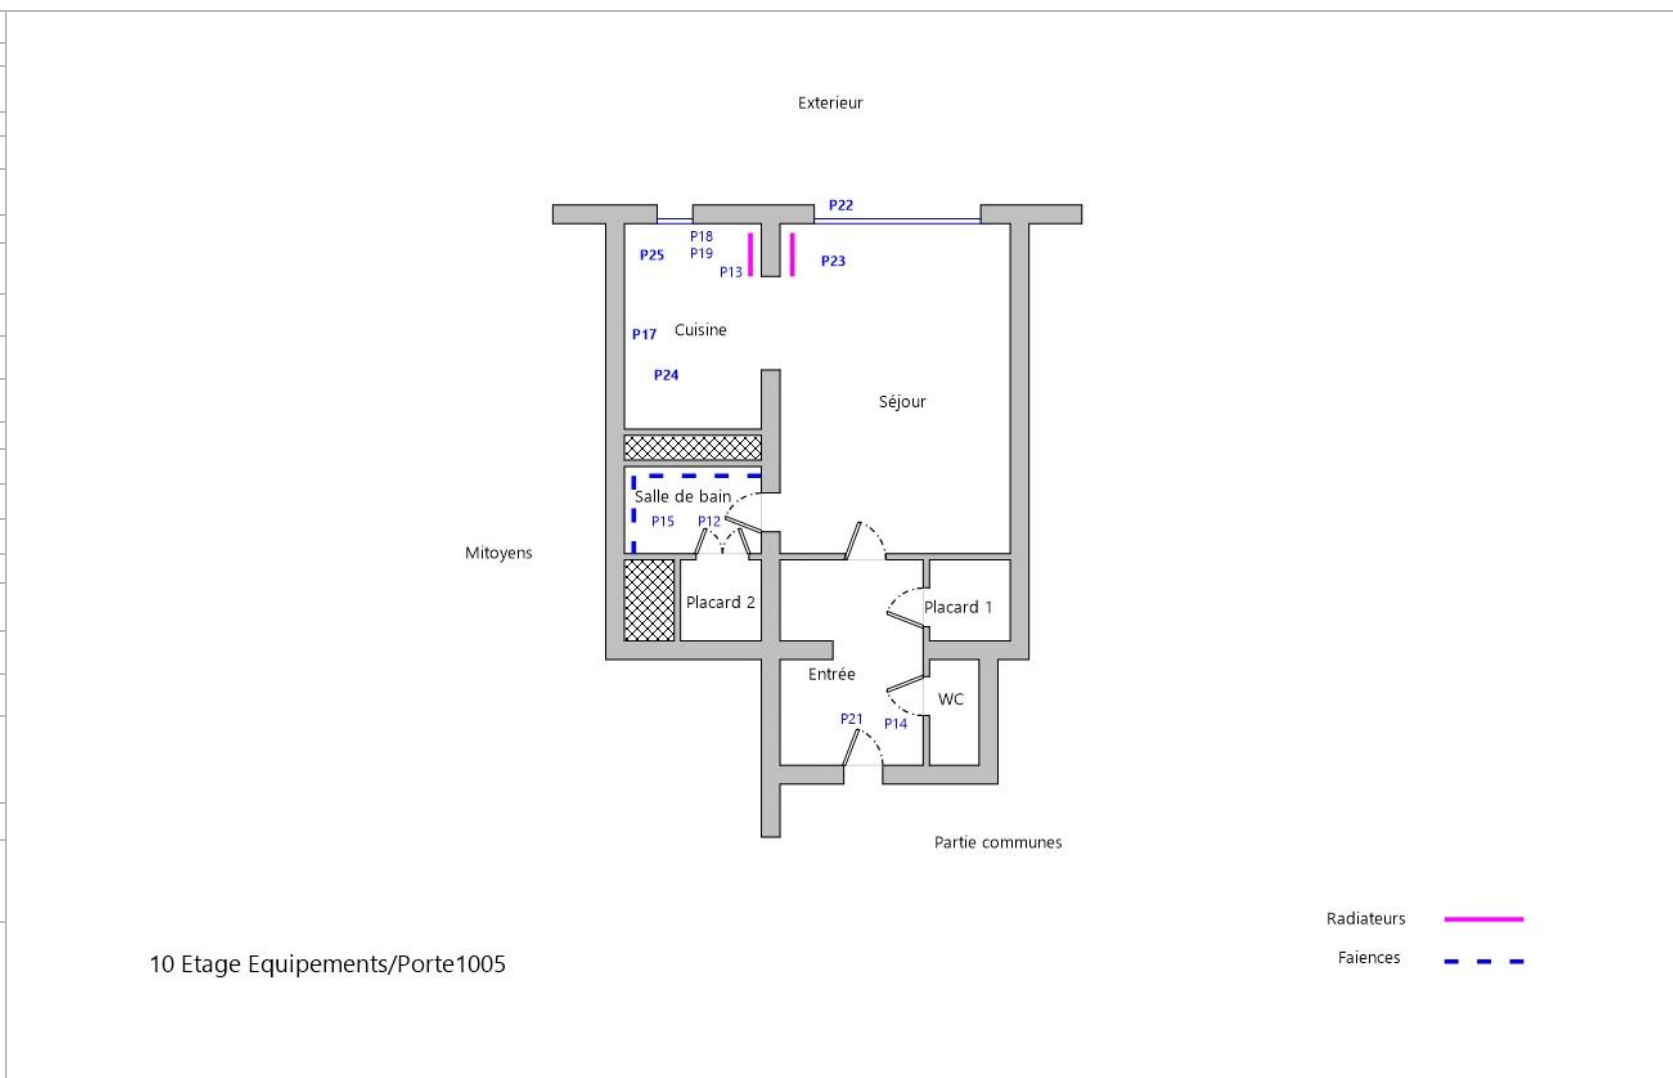 Exterieur
P22
P18
P25
P19
P23
P13
P17
Cuisine
P24
Séjour
Salle de bain
P15
P12
Mitoyens
Placard 2
Placard 1
Entrée
WC
P21
P14
Partie communes
Radiateurs
Faiences
10 Etage Equipements/Porte1005